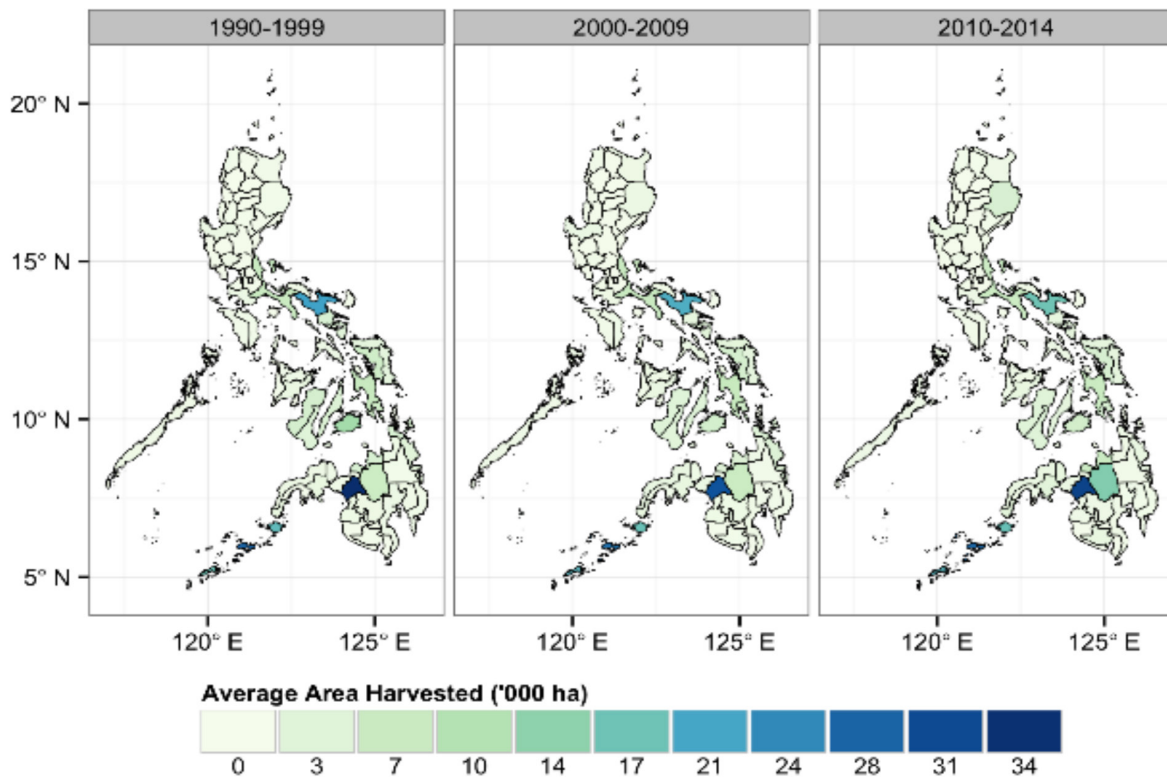 1990-1999 2000-2009 2010-2014
20° N
15° N
10° N
5° N
120° E 125° E 120° E 125° E 120° E 125° E
Average Area Harvested ('000 ha)
0 3 7 10 14 17 21 24 28 31 34